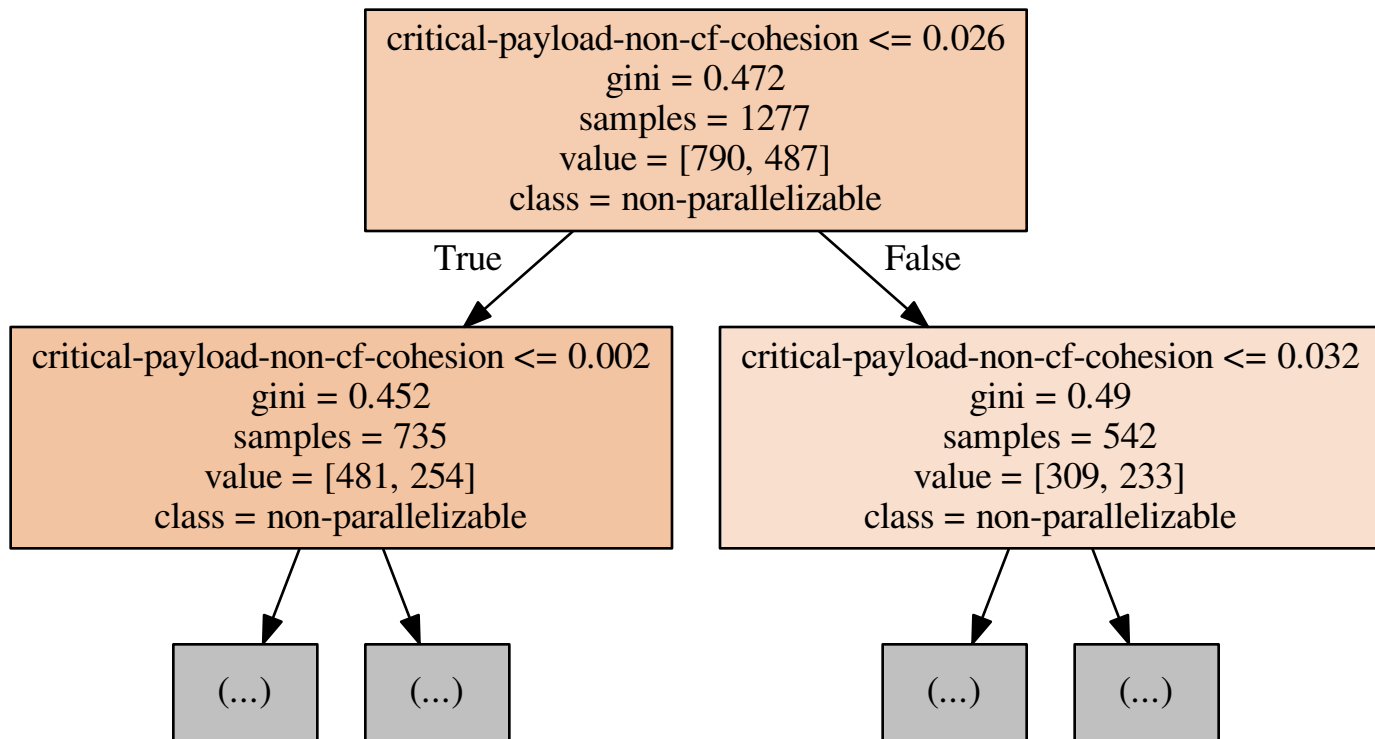 critical-payload-non-cf-cohesion <= 0.026
gini = 0.472
samples = 1277
value = [790, 487]
class = non-parallelizable
True
False
critical-payload-non-cf-cohesion <= 0.002
gini = 0.452
samples = 735
value = [481, 254]
class = non-parallelizable
critical-payload-non-cf-cohesion <= 0.032
gini = 0.49
samples = 542
value = [309, 233]
class = non-parallelizable
(...)
(...)
(...)
(...)